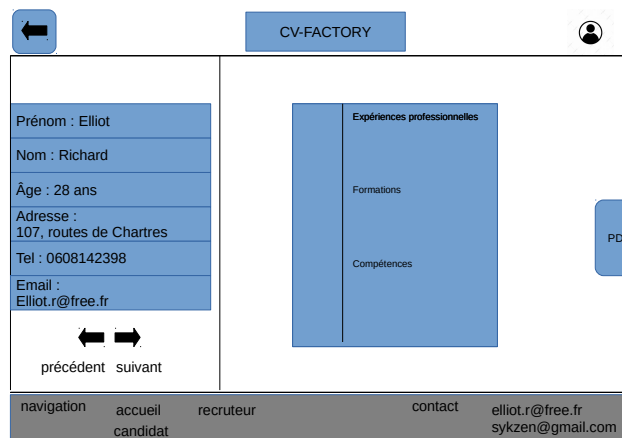 CV-FACTORY
Prénom : Elliot
Nom : Richard
Âge : 28 ans
Adresse :
107, routes de Chartres
Tel : 0608142398
Email :
Elliot.r@free.fr
précédent suivant
Expériences professionnelles
Formations
Compétences
PD
navigation accueil recruteur contact elliot.r@free.fr
candidat sykzen@gmail.com